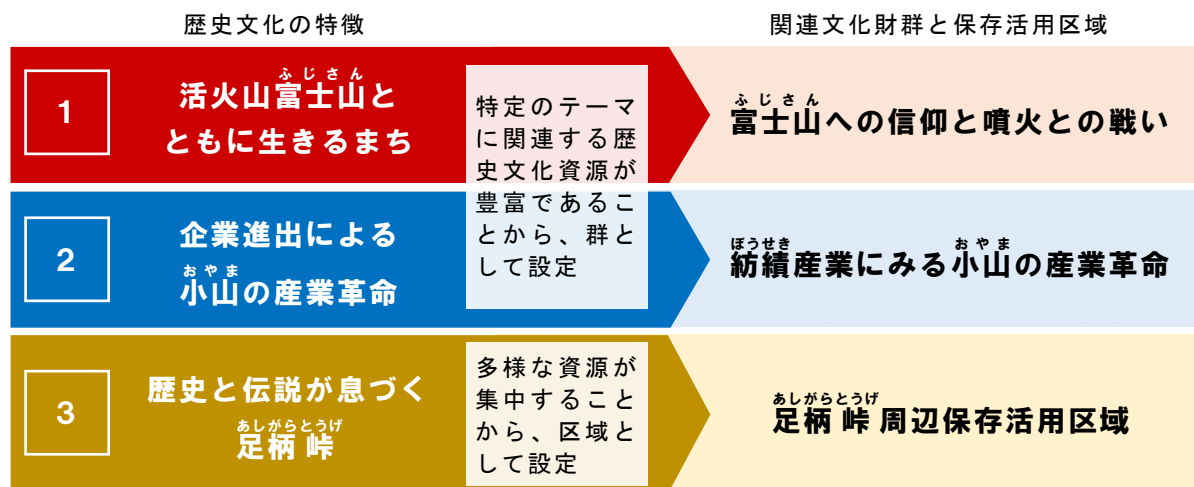 歴史文化の特徴
関連文化財群と保存活用区域
1
ふじさん
活火山富士山と
ともに生きるまち
特定のテーマ
に関連する歴
史文化資源が
豊富であるこ
とから、群と
して設定
ふじさん
富士山への信仰と噴火との戦い
2
企業進出による
おやま
小山の産業革命
ぼうせき おやま
紡績産業にみる小山の産業革命
3
歴史と伝説が息づく
あしがらとうげ
足柄峠
多様な資源が
集中すること
から、区域と
して設定
あしがらとうげ
足柄峠周辺保存活用区域